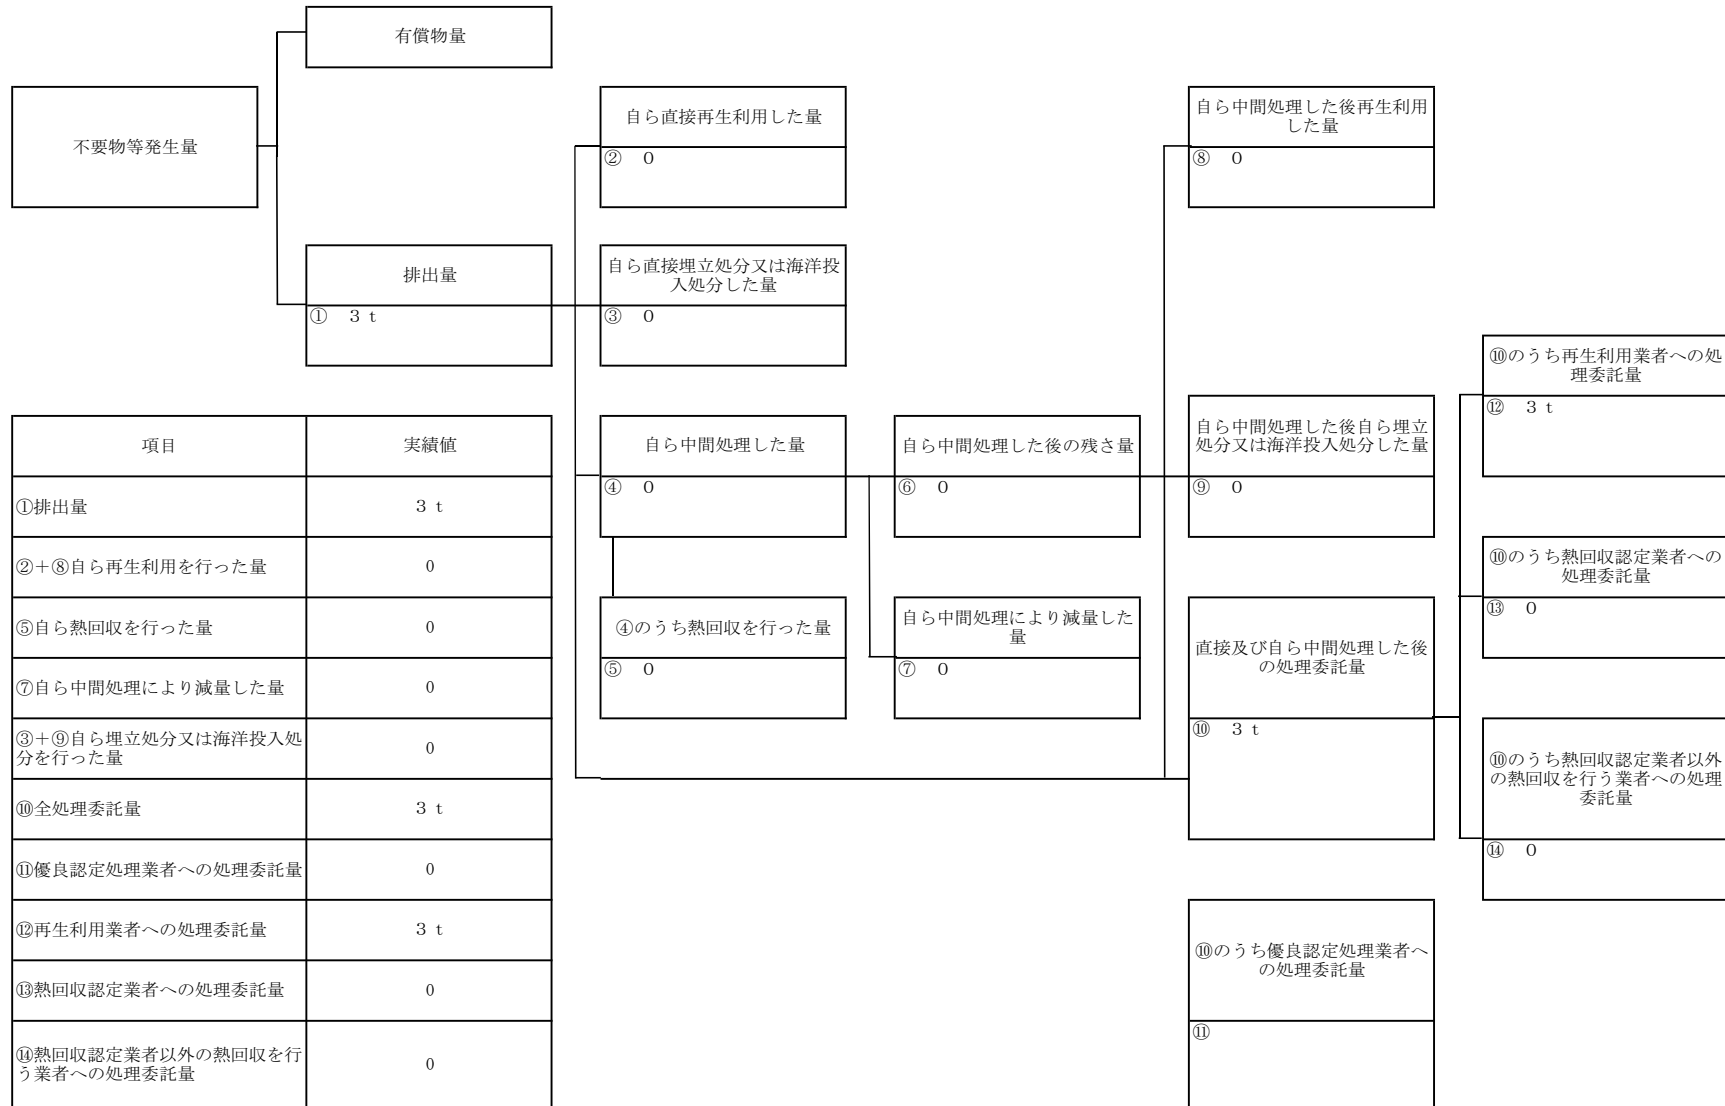 有償物量
不要物等発生量
自ら直接再生利用した量
② 0
自ら中間処理した後再生利用
した量
⑧ 0
排出量
① 3 t
自ら直接埋立処分又は海洋投
入処分した量
③ 0
⑩のうち再生利用業者への処
理委託量
⑫ 3 t
自ら中間処理した量
④ 0
自ら中間処理した後の残さ量
⑥ 0
自ら中間処理した後自ら埋立
処分又は海洋投入処分した量
⑨ 0
⑩のうち熱回収認定業者への
処理委託量
⑬ 0
④のうち熱回収を行った量
⑤ 0
自ら中間処理により減量した
量
⑦ 0
直接及び自ら中間処理した後
の処理委託量
⑩ 3 t
⑩のうち熱回収認定業者以外
の熱回収を行う業者への処理
委託量
⑭ 0
⑩のうち優良認定処理業者へ
の処理委託量
⑪
項目 実績値
①排出量 3 t
②+⑧自ら再生利用を行った量 0
⑤自ら熱回収を行った量 0
⑦自ら中間処理により減量した量 0
③+⑨自ら埋立処分又は海洋投入処
分を行った量 0
⑩全処理委託量 3 t
⑪優良認定処理業者への処理委託量 0
⑫再生利用業者への処理委託量 3 t
⑬熱回収認定業者への処理委託量 0
⑭熱回収認定業者以外の熱回収を行
う業者への処理委託量 0